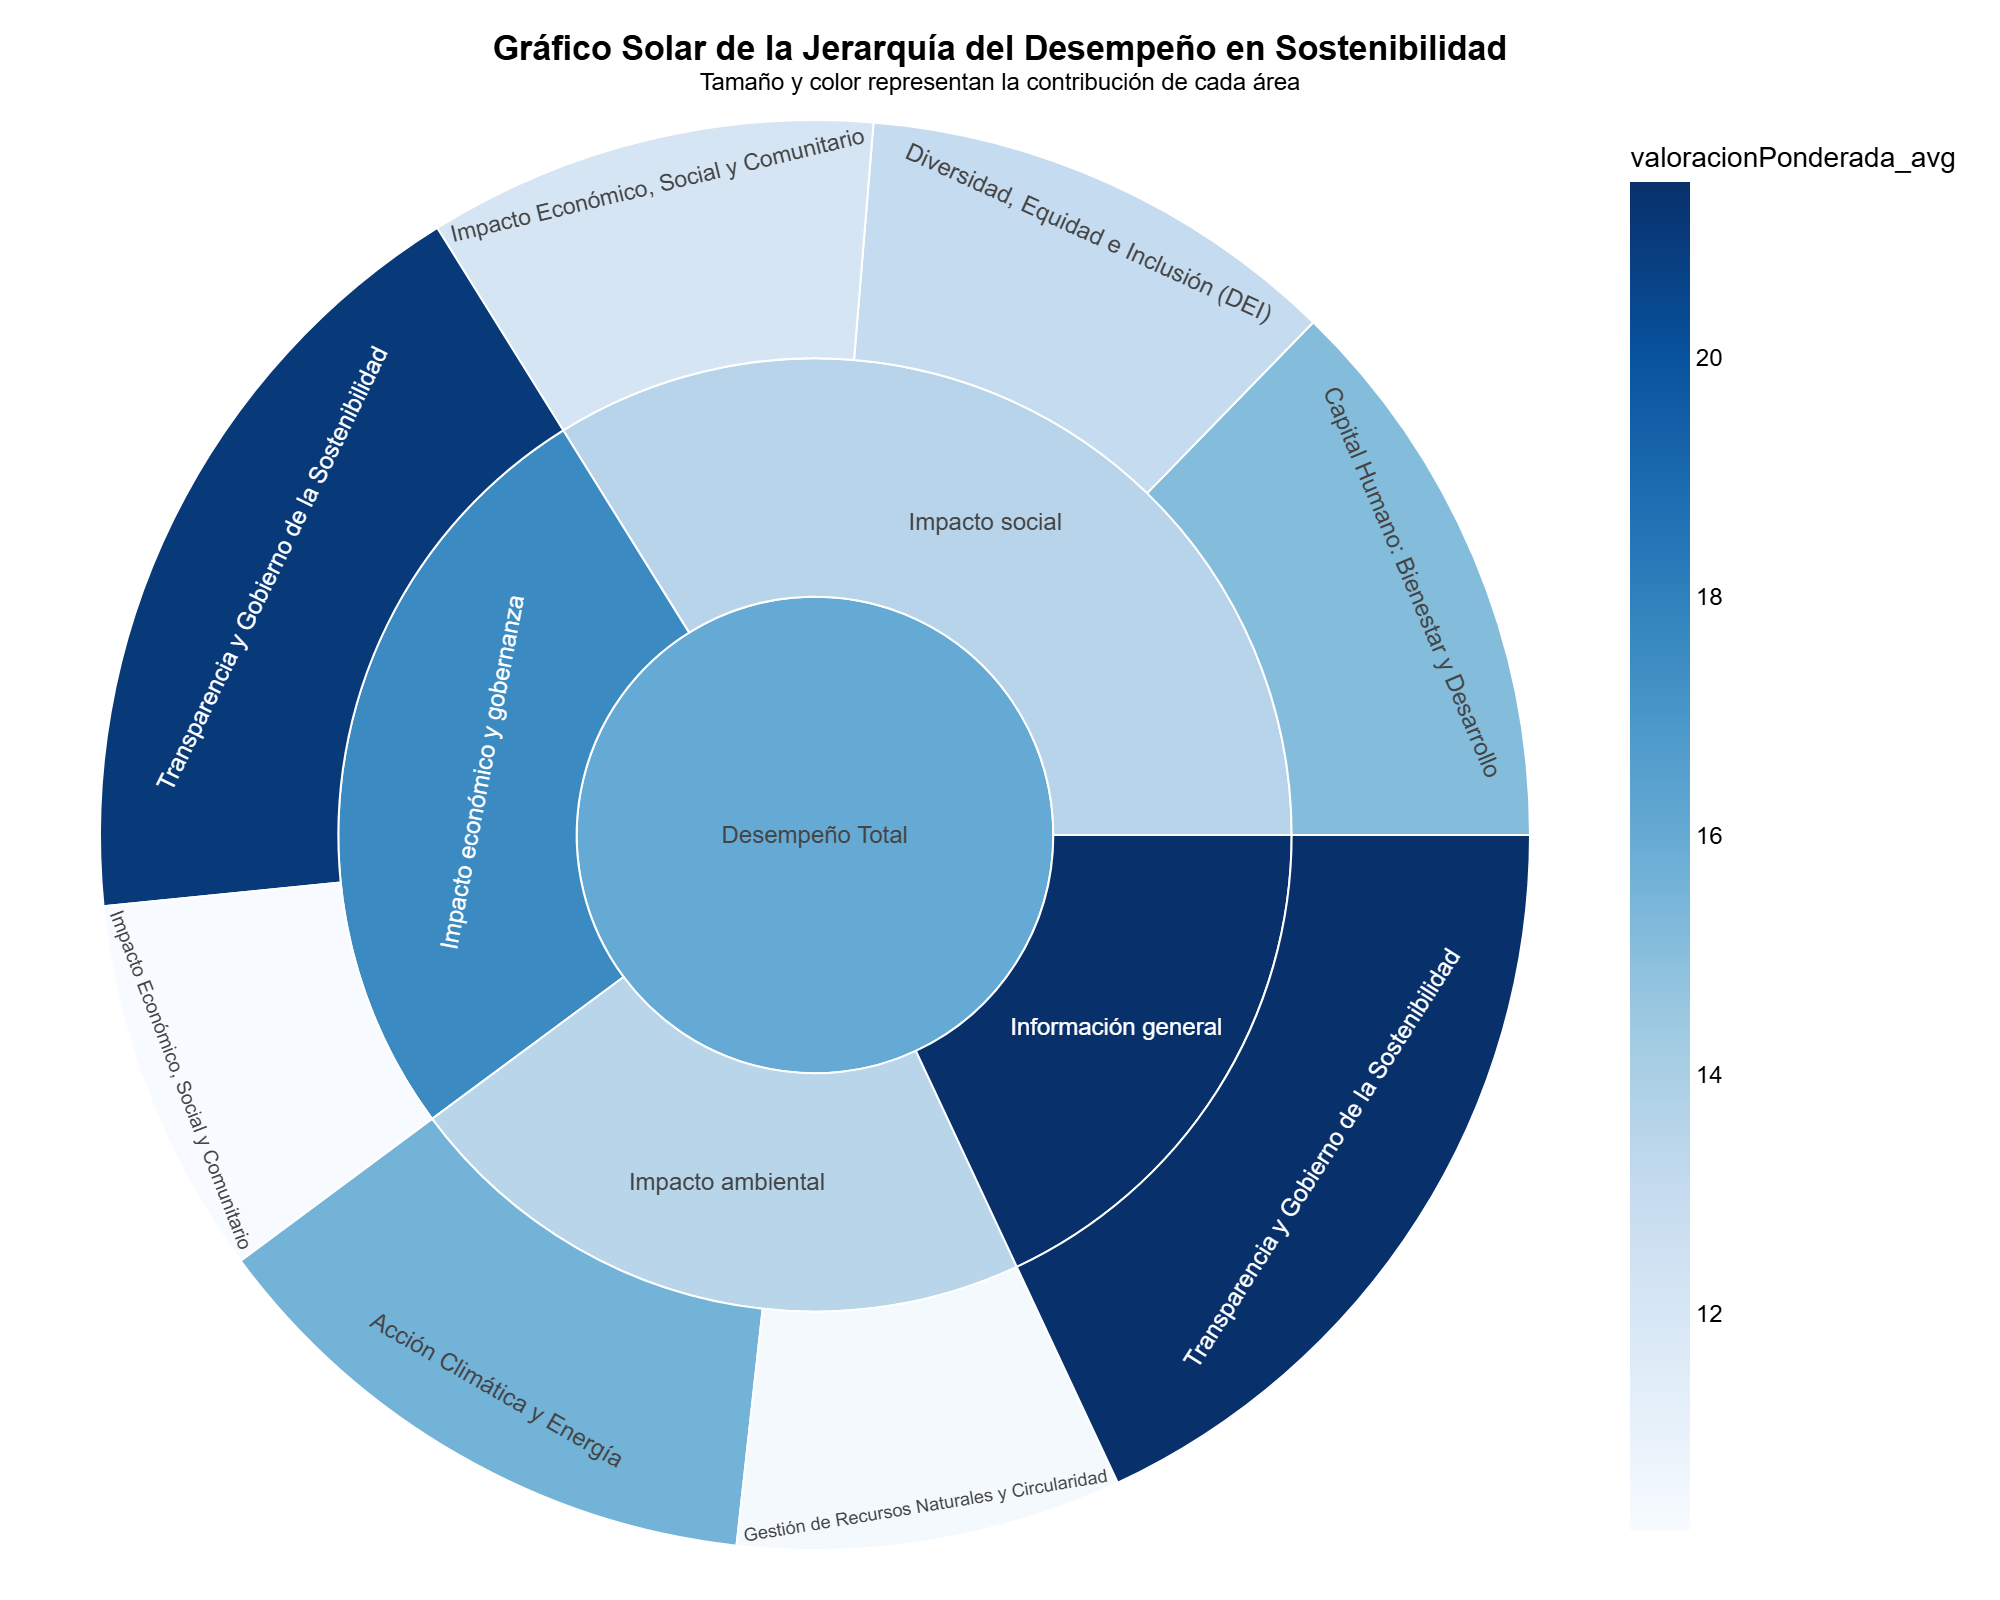 Gráfico Solar de la Jerarquía del Desempeño en Sostenibilidad
Tamaño y color representan la contribución de cada área
valoracionPonderada_avg
20
18
16
14
12
Desempeño Total
Impacto social
Capital Humano: Bienestar y Desarrollo
Diversidad, Equidad e Inclusión (DEI)
Impacto Económico, Social y Comunitario
Impacto económico y gobernanza
Transparencia y Gobierno de la Sostenibilidad
Impacto Económico, Social y Comunitario
Impacto ambiental
Acción Climática y Energía
Gestión de Recursos Naturales y Circularidad
Información general
Transparencia y Gobierno de la Sostenibilidad